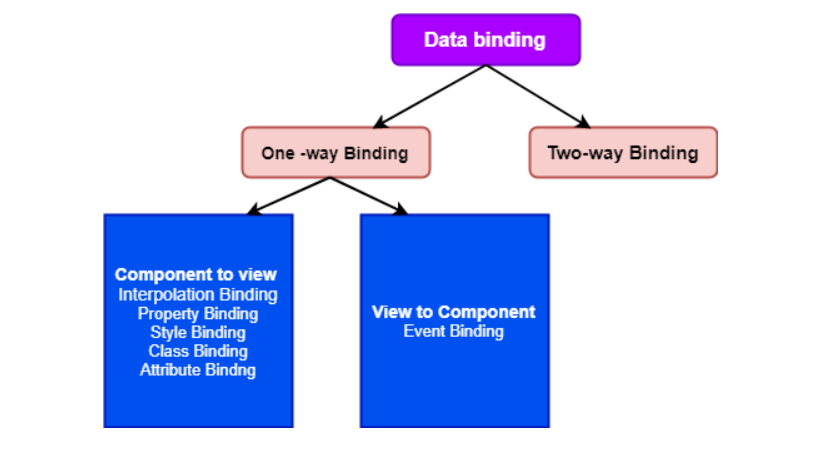 Data binding
One -way Binding
Two-way Binding
Component to view
Interpolation Binding
Property Binding
Style Binding
Class Binding
Attribute Bindng
View to Component
Event Binding